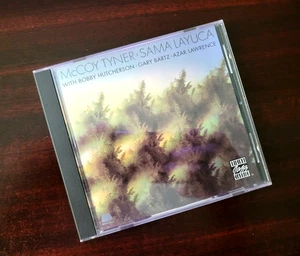 McCOY TYNER · SAMA LAYUCA
WITH BOBBY HUTCHERSON · GARY BARTZ · AZAR LAWRENCE